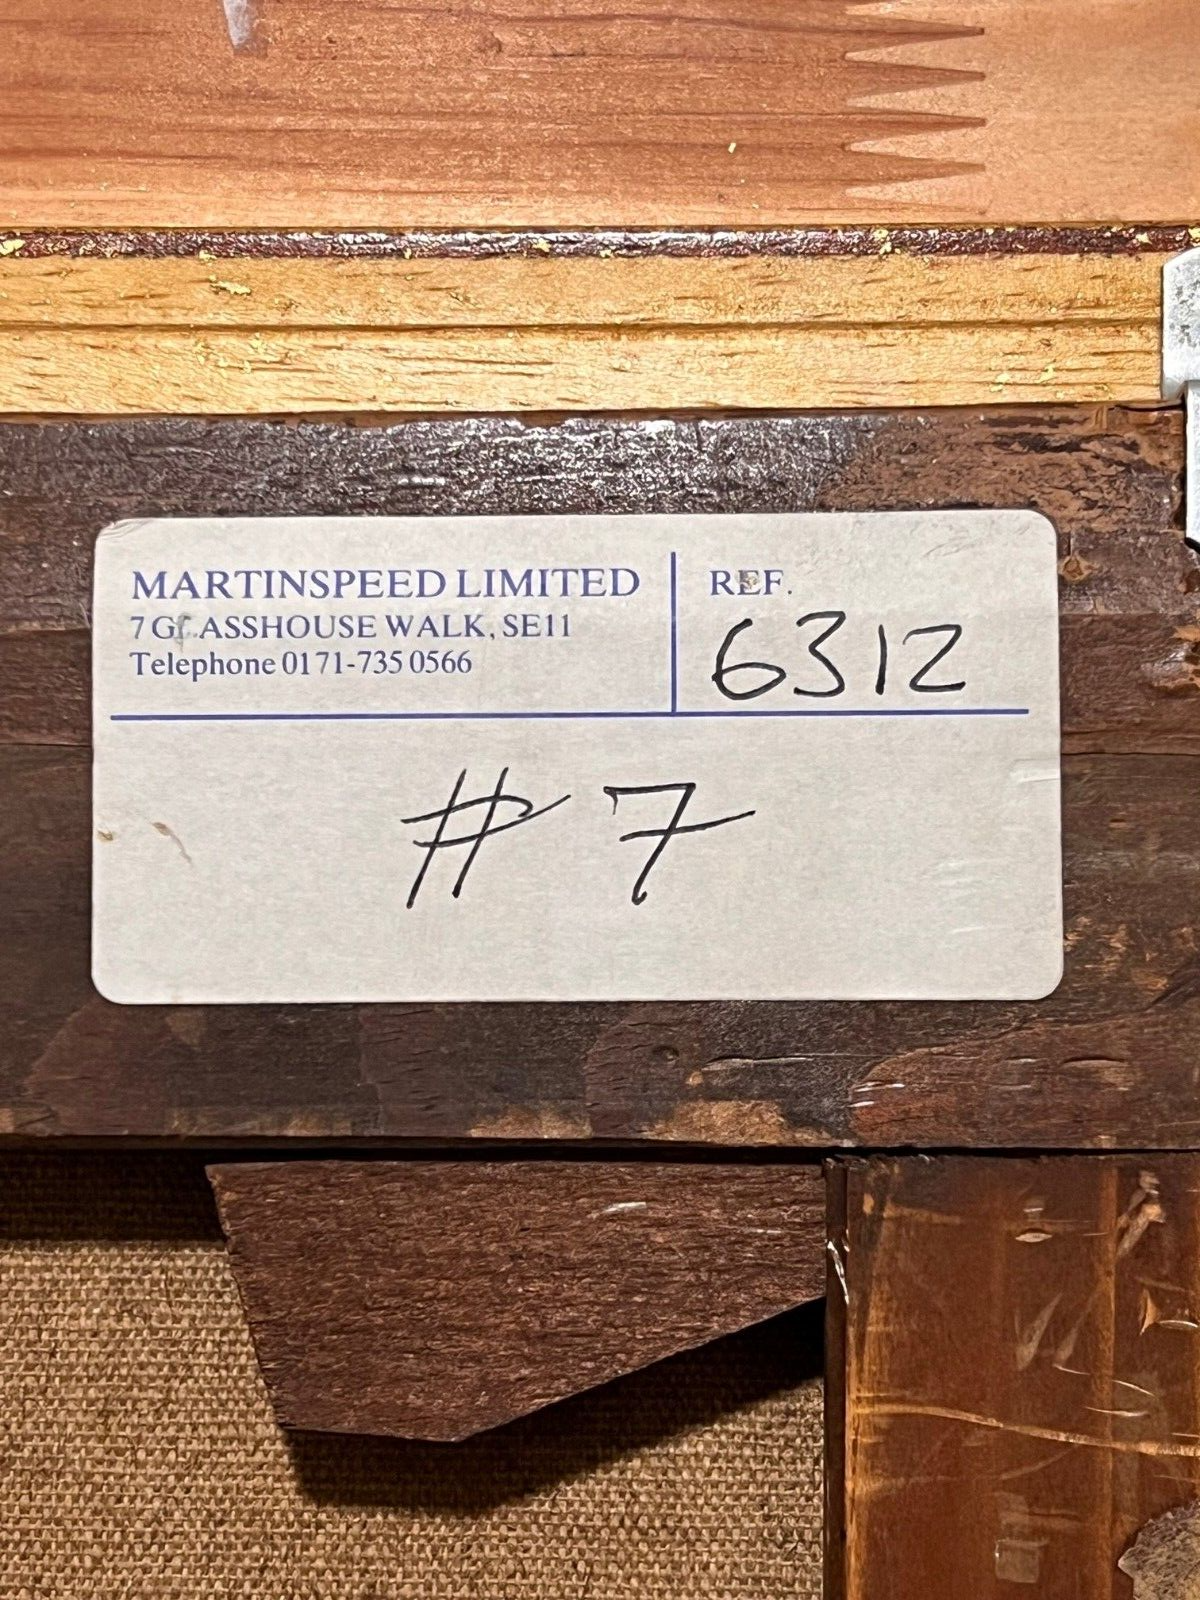 MARTINSPEED LIMITED
7 GLASSHOUSE WALK, SE11
Telephone 0171-735 0566
REF.
6312
# 7